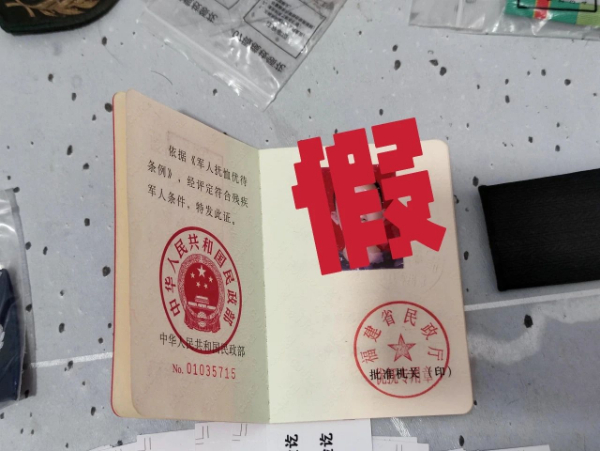 依据《军人抚恤优待
条例》，经评定符合残疾
军人条件，特发此证。
中华人民共和国民政部
中华人民共和国民政部
No. 01035715
假
福建省民政厅
批准机关（印）